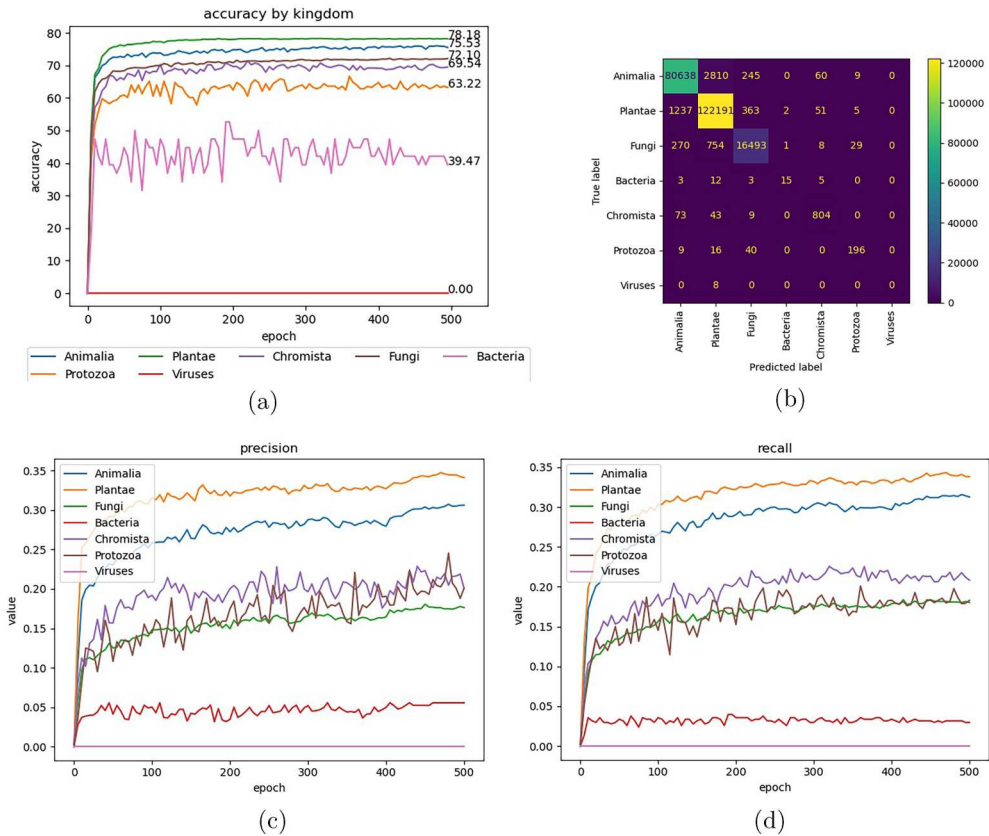 accuracy by kingdom
80
70
60
50
40
30
20
10
0
accuracy
78.18
75.53
72.10
69.54
63.22
39.47
0.00
0 100 200 300 400 500
epoch
Animalia Plantae Chromista Fungi Bacteria
Protozoa Viruses
(a)
True label
Animalia 80638 2810 245 0 60 9 0
Plantae 1237 122191 363 2 51 5 0
Fungi 270 754 16493 1 8 29 0
Bacteria 3 12 3 15 5 0 0
Chromista 73 43 9 0 804 0 0
Protozoa 9 16 40 0 0 196 0
Viruses 0 8 0 0 0 0 0
Animalia Plantae Fungi Bacteria Chromista Protozoa Viruses
Predicted label
120000
100000
80000
60000
40000
20000
0
(b)
precision
0.35
0.30
0.25
0.20
0.15
0.10
0.05
0.00
value
Animalia
Plantae
Fungi
Bacteria
Chromista
Protozoa
Viruses
0 100 200 300 400 500
epoch
(c)
recall
0.35
0.30
0.25
0.20
0.15
0.10
0.05
0.00
value
Animalia
Plantae
Fungi
Bacteria
Chromista
Protozoa
Viruses
0 100 200 300 400 500
epoch
(d)